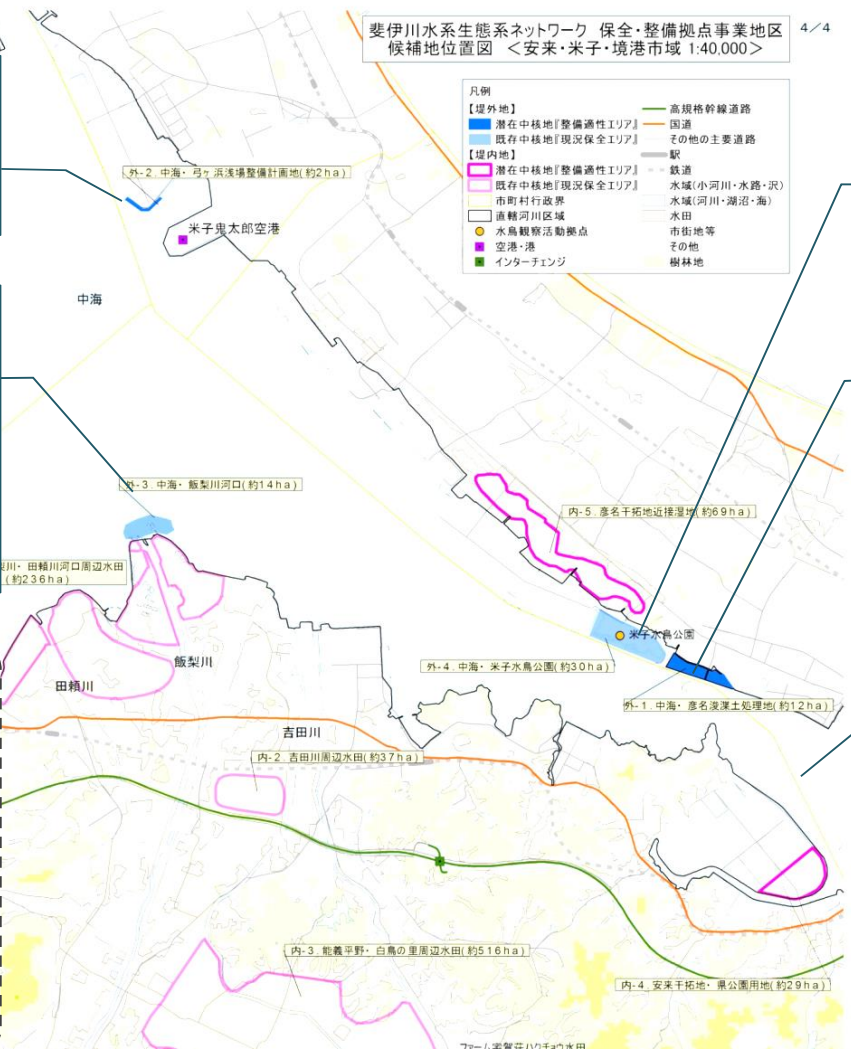 斐伊川水系生態系ネットワーク 保全・整備拠点事業地区
候補地位置図 ＜安来・米子・境港市域 1:40,000＞
4／4
凡例
【堤外地】
潜在中核地『整備適性エリア』
既存中核地『現況保全エリア』
【堤内地】
潜在中核地『整備適性エリア』
既存中核地『現況保全エリア』
市町村行政界
直轄河川区域
水鳥観察活動拠点
空港・港
インターチェンジ
高規格幹線道路
国道
その他の主要道路
駅
鉄道
水域(小河川・水路・沢)
水域(河川・湖沼・海)
水田
市街地等
その他
樹林地
外-2. 中海・弓ヶ浜浅場整備計画地(約2ha)
米子鬼太郎空港
中海
外-3. 中海・飯梨川河口(約14ha)
内-5. 彦名干拓地近接湿地(約69ha)
梨川・田頼川河口周辺水田
(約236ha)
米子水鳥公園
飯梨川
外-4. 中海・米子水鳥公園(約30ha)
田頼川
外-1. 中海・彦名浚渫土処理地(約12ha)
吉田川
内-2. 吉田川周辺水田(約37ha)
内-3. 能義平野・白鳥の里周辺水田(約516ha)
内-4. 安来干拓地・県公園用地(約29ha)